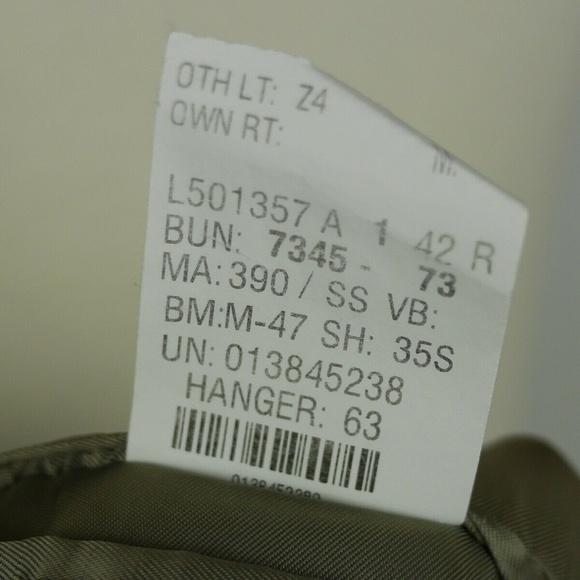 OTH LT: Z4
OWN RT:
L501357 A 1 42 R
BUN: 7345 - 73
MA: 390 / SS VB:
BM:M-47 SH: 35S
UN: 013845238
HANGER: 63